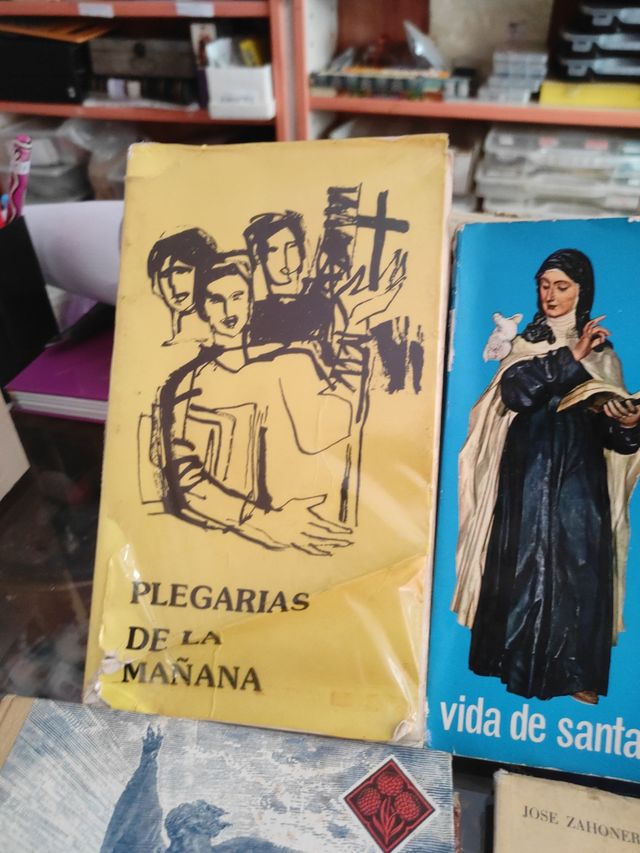 PLEGARIAS
DE LA
MAÑANA
vida de santa
JOSE ZAHONER